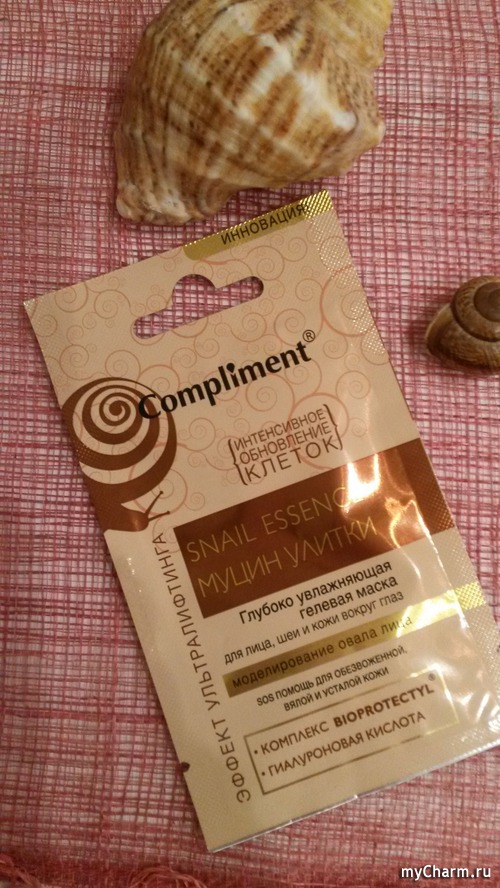 ИННОВАЦИЯ
Compliment®
ИНТЕНСИВНОЕ
ОБНОВЛЕНИЕ
КЛЕТОК
SNAIL ESSENCE
МУЦИН УЛИТКИ
Глубоко увлажняющая
гелевая маска
для лица, шеи и кожи вокруг глаз
моделирование овала лица
SOS ПОМОЩЬ ДЛЯ ОБЕЗВОЖЕННОЙ,
ВЯЛОЙ И УСТАЛОЙ КОЖИ
• КОМПЛЕКС BIOPROTECTYL®
• ГИАЛУРОНОВАЯ КИСЛОТА
ЭФФЕКТ УЛЬТРАЛИФТИНГА
myCharm.ru